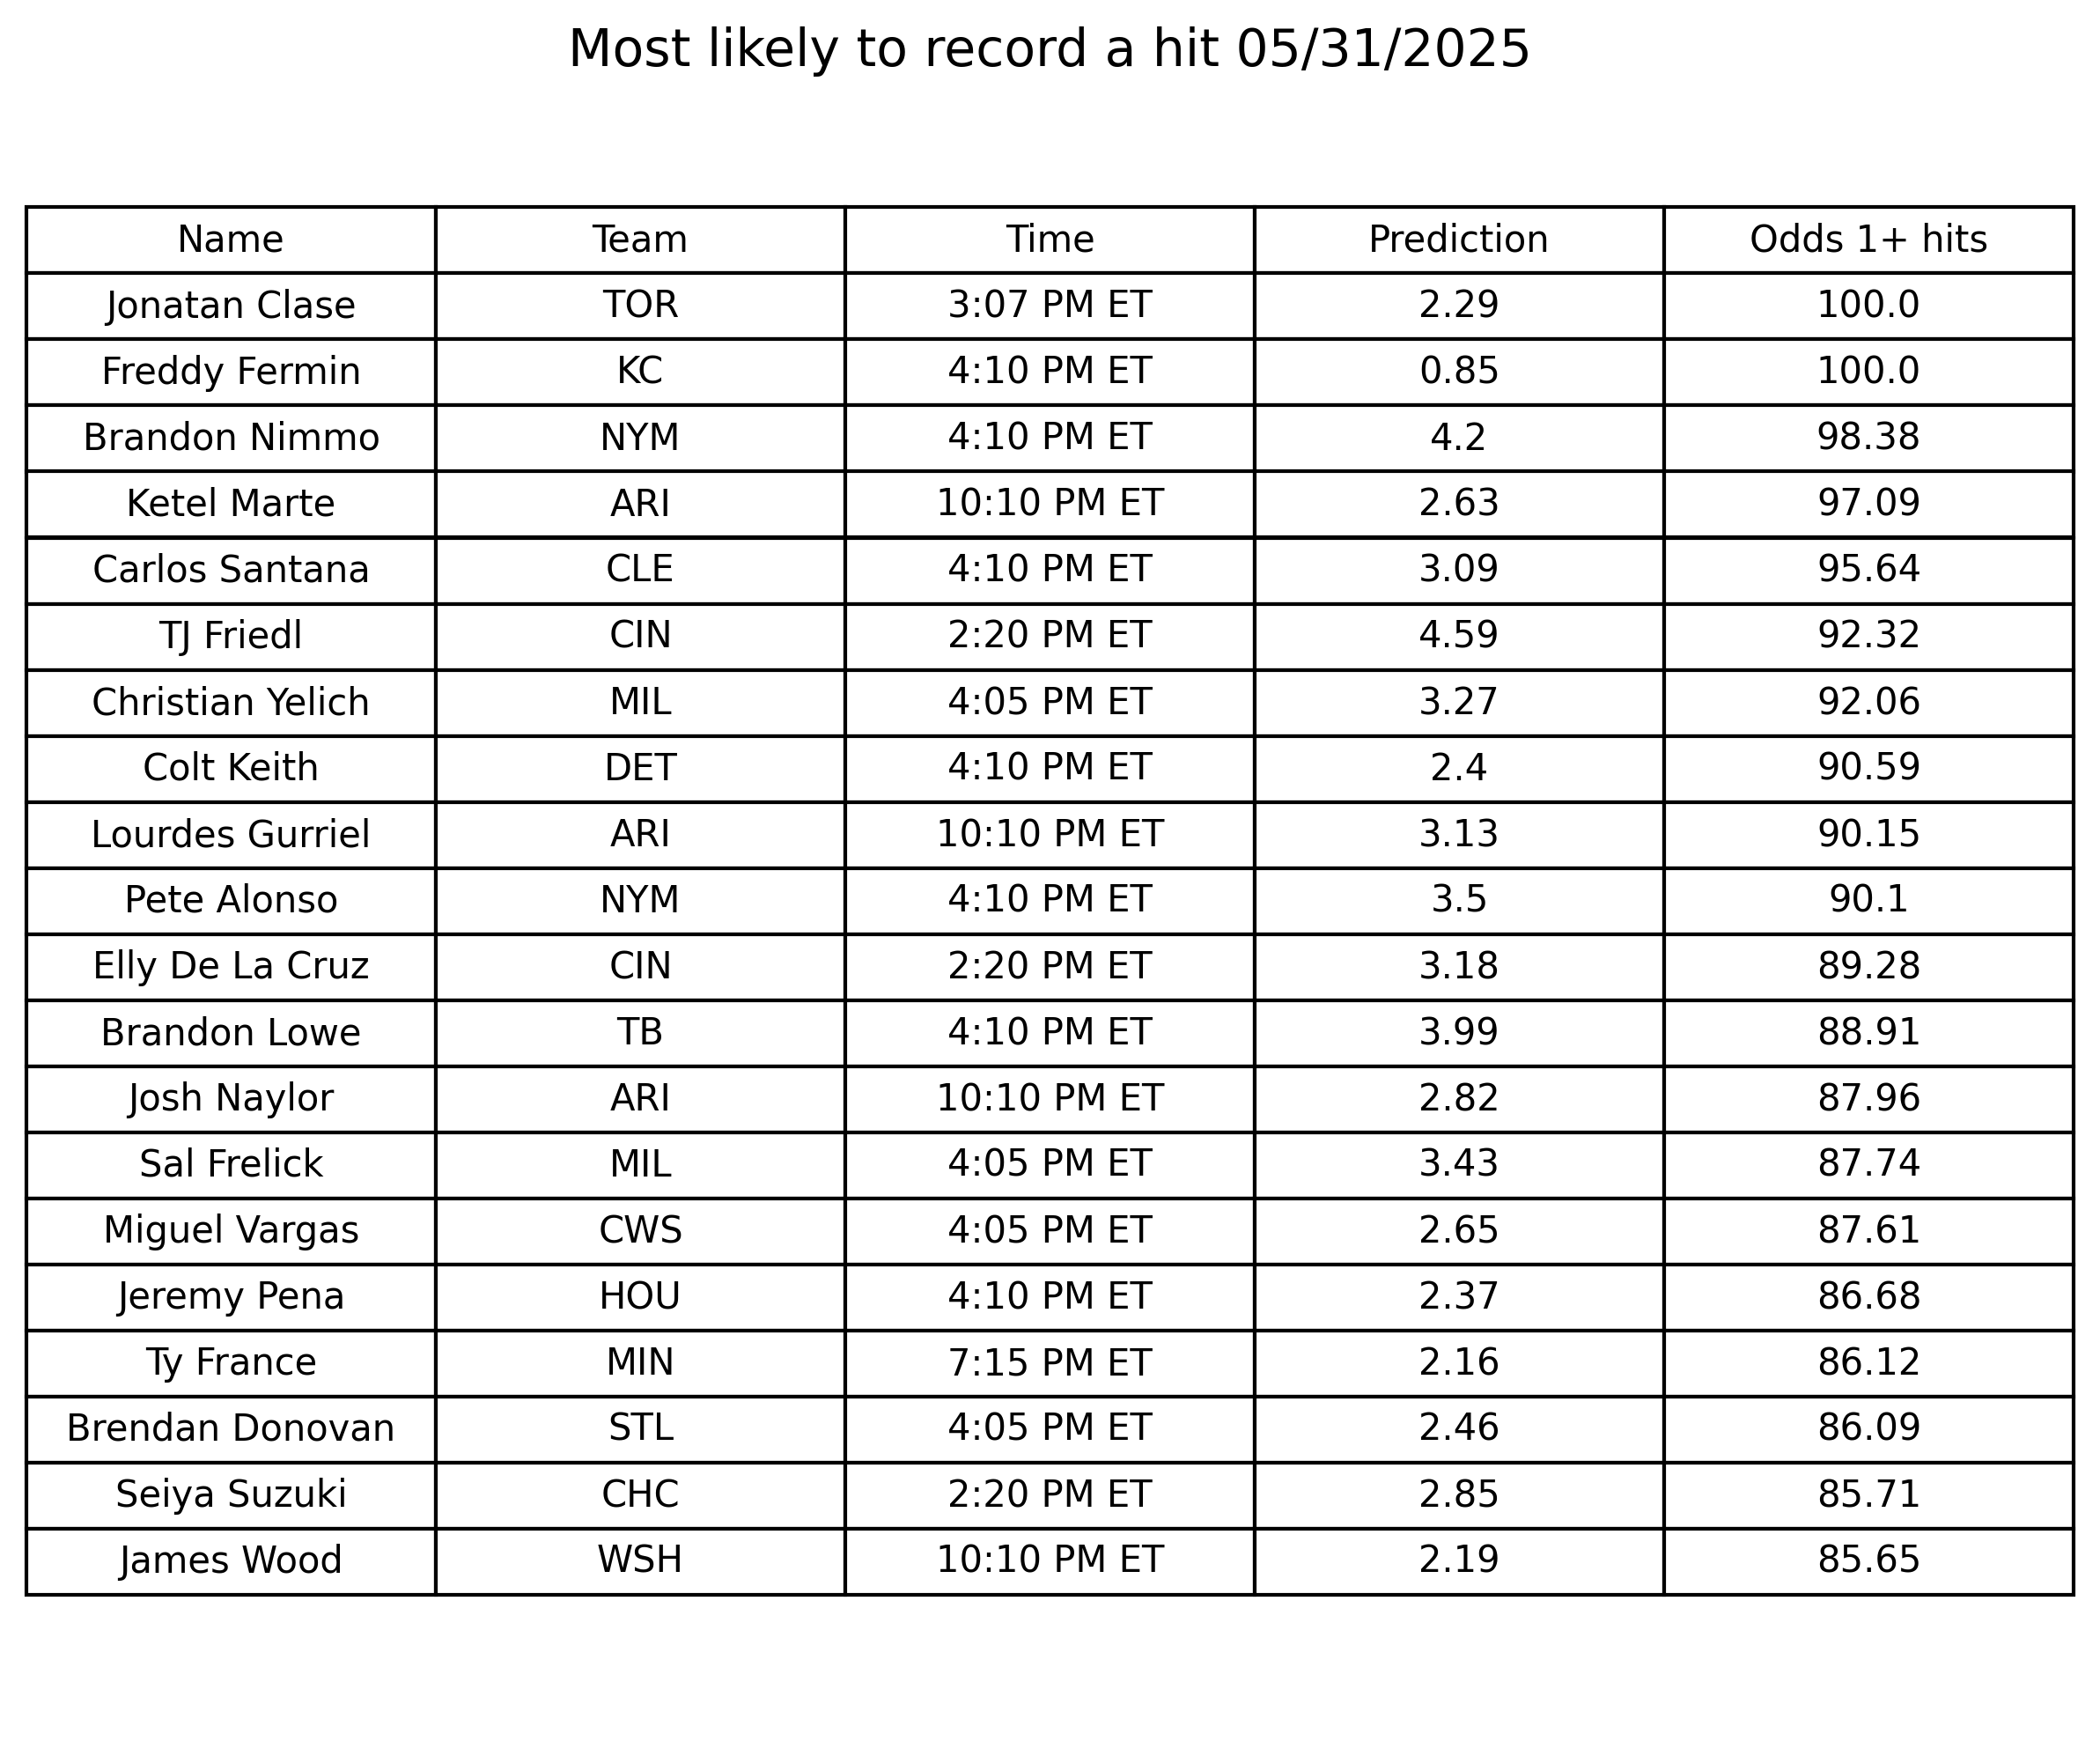 Most likely to record a hit 05/31/2025
Name Team Time Prediction Odds 1+ hits
Jonatan Clase TOR 3:07 PM ET 2.29 100.0
Freddy Fermin KC 4:10 PM ET 0.85 100.0
Brandon Nimmo NYM 4:10 PM ET 4.2 98.38
Ketel Marte ARI 10:10 PM ET 2.63 97.09
Carlos Santana CLE 4:10 PM ET 3.09 95.64
TJ Friedl CIN 2:20 PM ET 4.59 92.32
Christian Yelich MIL 4:05 PM ET 3.27 92.06
Colt Keith DET 4:10 PM ET 2.4 90.59
Lourdes Gurriel ARI 10:10 PM ET 3.13 90.15
Pete Alonso NYM 4:10 PM ET 3.5 90.1
Elly De La Cruz CIN 2:20 PM ET 3.18 89.28
Brandon Lowe TB 4:10 PM ET 3.99 88.91
Josh Naylor ARI 10:10 PM ET 2.82 87.96
Sal Frelick MIL 4:05 PM ET 3.43 87.74
Miguel Vargas CWS 4:05 PM ET 2.65 87.61
Jeremy Pena HOU 4:10 PM ET 2.37 86.68
Ty France MIN 7:15 PM ET 2.16 86.12
Brendan Donovan STL 4:05 PM ET 2.46 86.09
Seiya Suzuki CHC 2:20 PM ET 2.85 85.71
James Wood WSH 10:10 PM ET 2.19 85.65